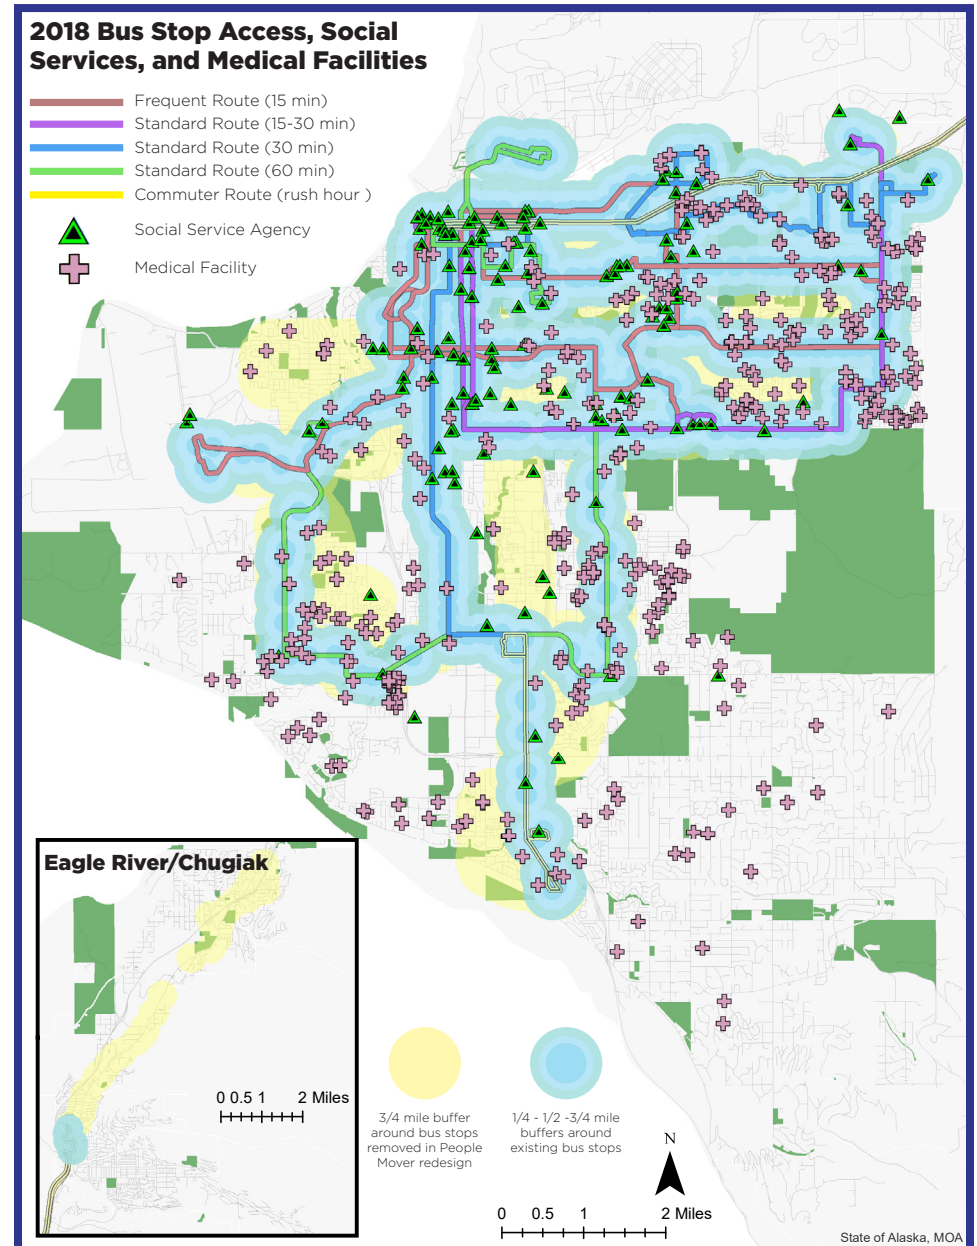 2018 Bus Stop Access, Social
Services, and Medical Facilities
Frequent Route (15 min)
Standard Route (15-30 min)
Standard Route (30 min)
Standard Route (60 min)
Commuter Route (rush hour )
Social Service Agency
Medical Facility
Eagle River/Chugiak
0 0.5 1 2 Miles
3/4 mile buffer
around bus stops
removed in People
Mover redesign
1/4 - 1/2 -3/4 mile
buffers around
existing bus stops
N
0 0.5 1 2 Miles
State of Alaska, MOA